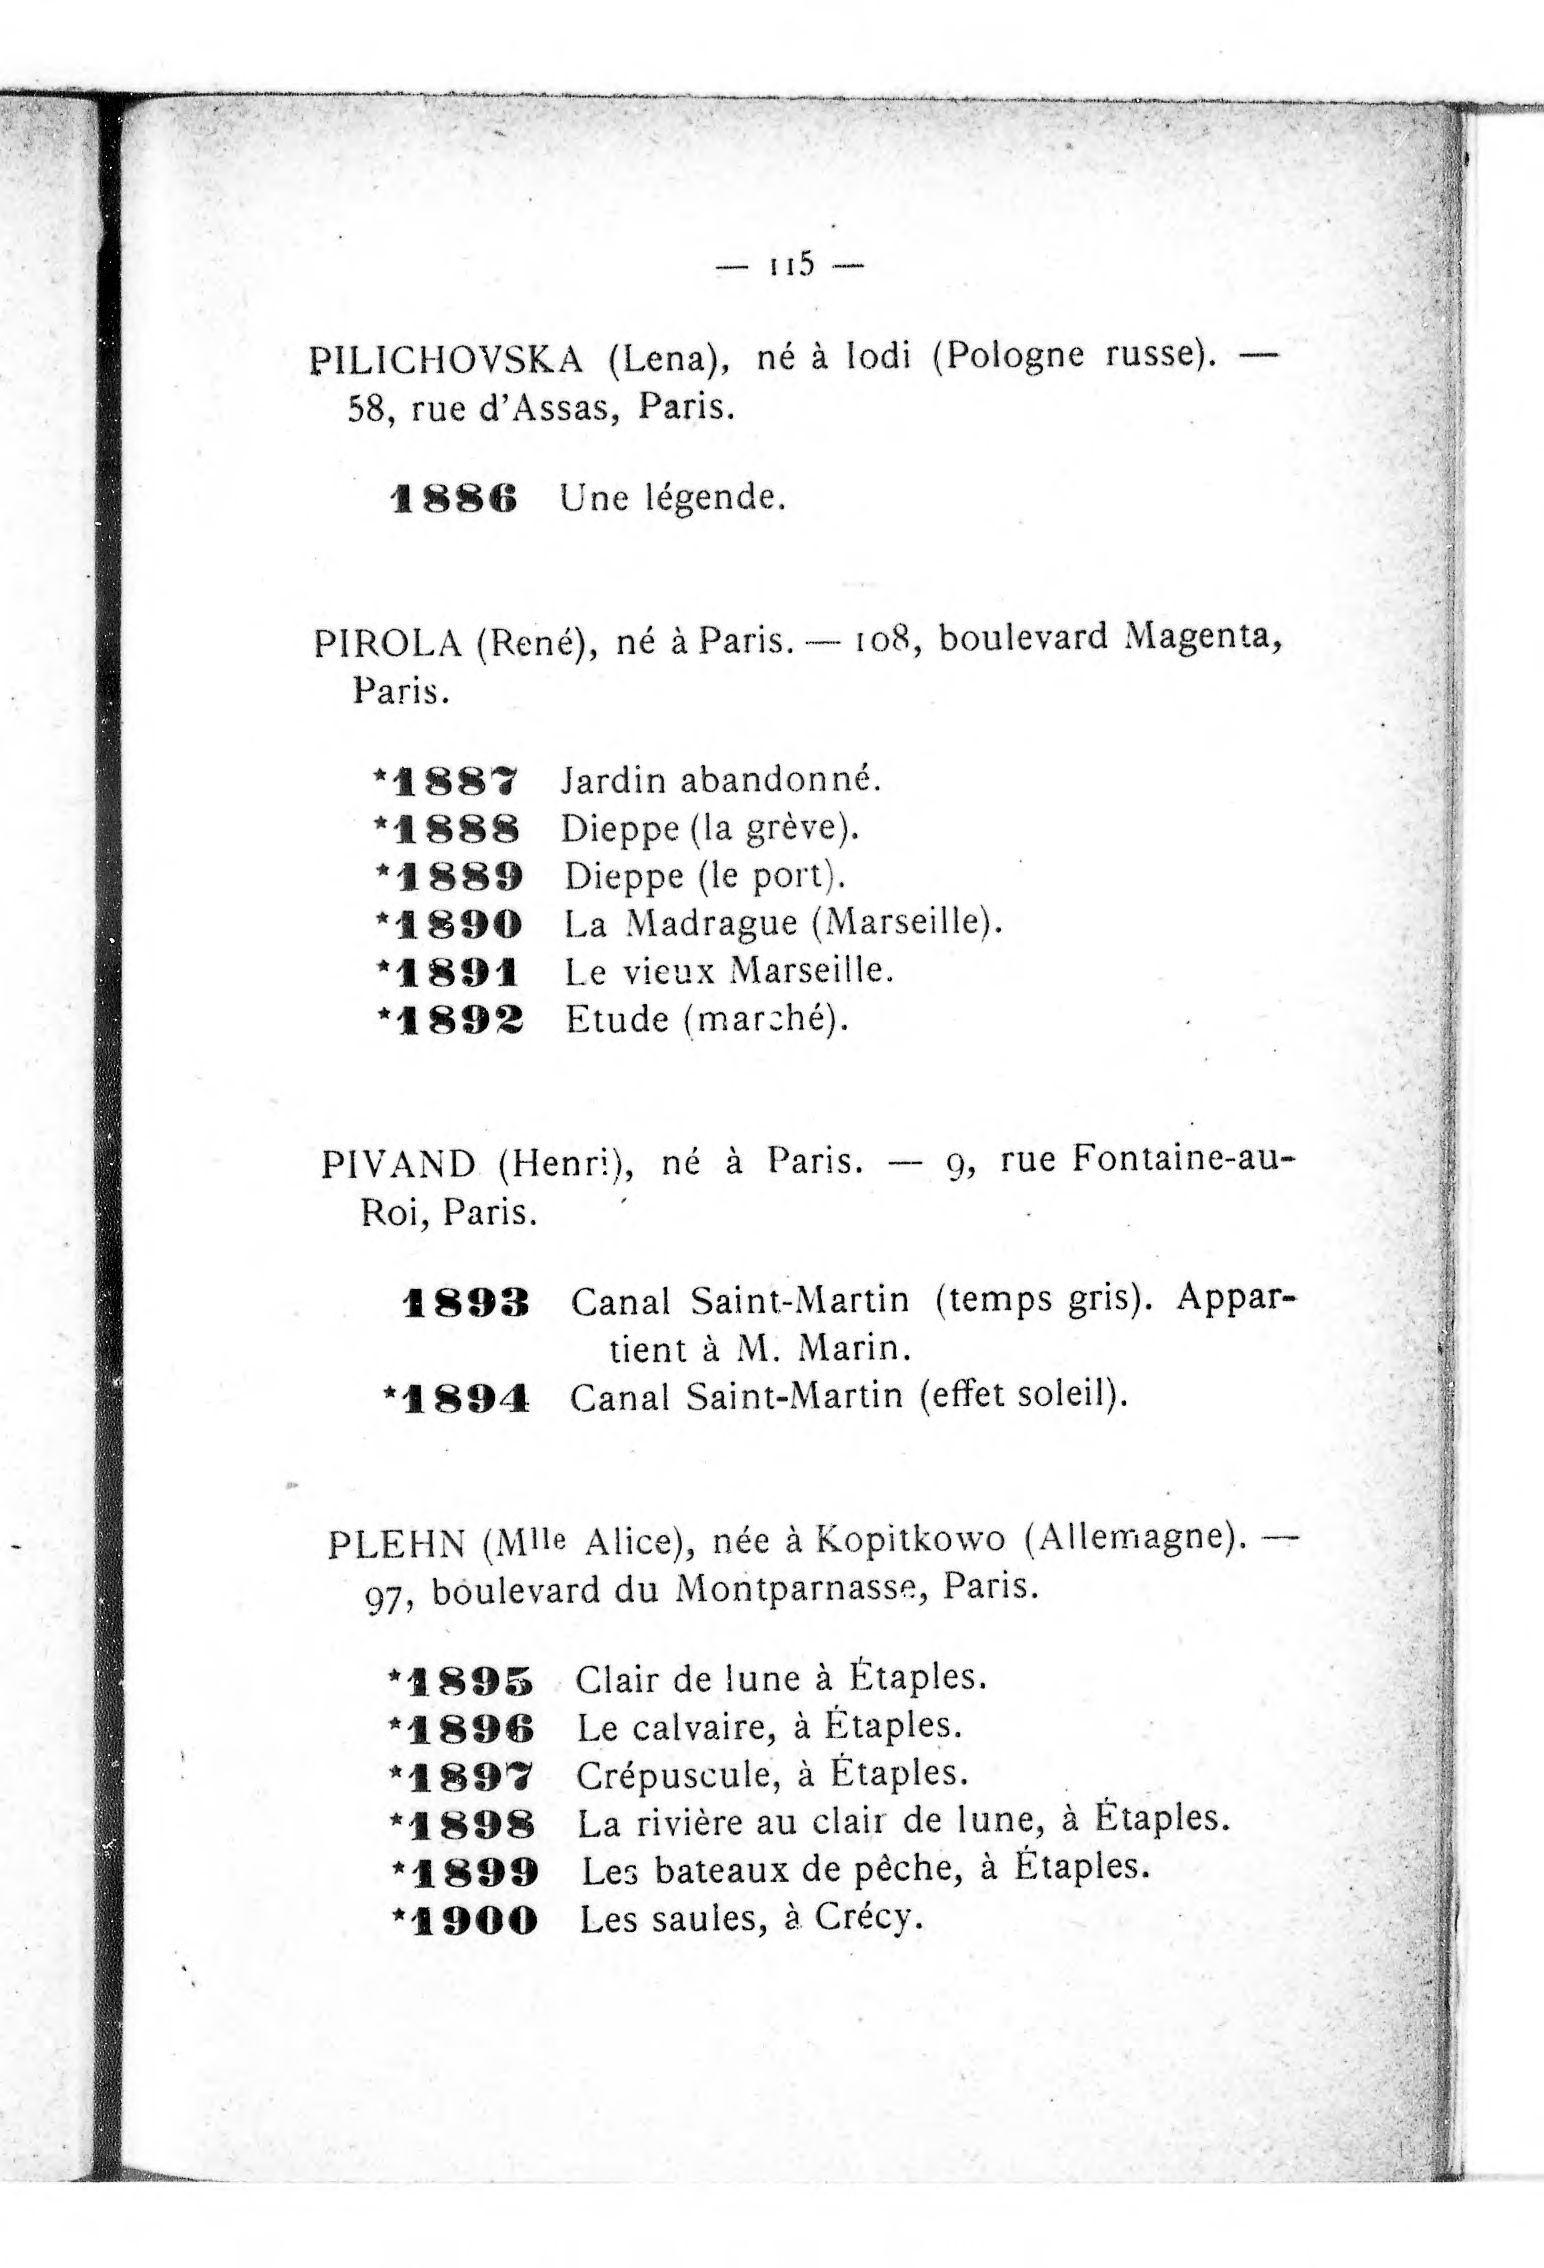 — 115 —
PILICHOVSKA (Lena), né à lodi (Pologne russe). —
58, rue d'Assas, Paris.
1886 Une légende.
PIROLA (René), né à Paris. — 108, boulevard Magenta,
Paris.
*1887 Jardin abandonné.
*1888 Dieppe (la grève).
*1889 Dieppe (le port).
*1890 La Madrague (Marseille).
*1891 Le vieux Marseille.
*1892 Etude (marché).
PIVAND (Henri), né à Paris. — 9, rue Fontaine-au-
Roi, Paris.
1893 Canal Saint-Martin (temps gris). Appar-
tient à M. Marin.
*1894 Canal Saint-Martin (effet soleil).
PLEHN (Mlle Alice), née à Kopitkowo (Allemagne). —
97, boulevard du Montparnasse, Paris.
*1895 Clair de lune à Étaples.
*1896 Le calvaire, à Étaples.
*1897 Crépuscule, à Étaples.
*1898 La rivière au clair de lune, à Étaples.
*1899 Les bateaux de pêche, à Étaples.
*1900 Les saules, à Crécy.